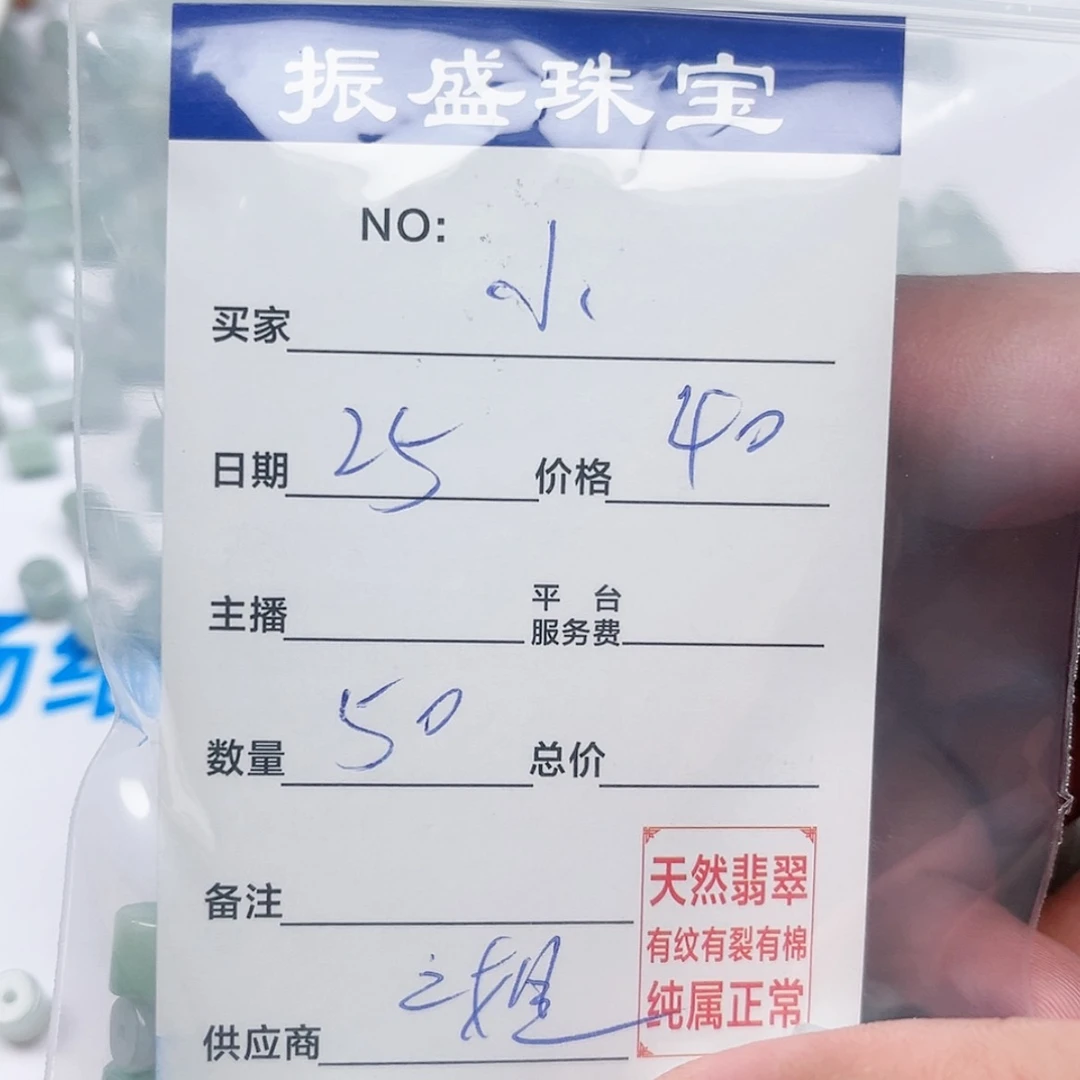 振盛珠宝
NO:
买家 小
日期 25 价格 40
主播 平台服务费
数量 50 总价
备注
天然翡翠
有纹有裂有棉
纯属正常
供应商